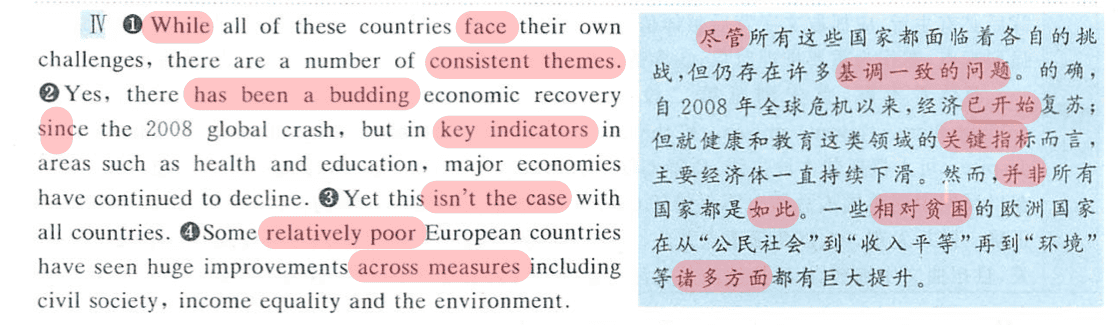 Ⅳ ❶While all of these countries face their own
challenges, there are a number of consistent themes.
❷Yes, there has been a budding economic recovery
since the 2008 global crash, but in key indicators in
areas such as health and education, major economies
have continued to decline. ❸Yet this isn't the case with
all countries. ❹Some relatively poor European countries
have seen huge improvements across measures including
civil society, income equality and the environment.
尽管所有这些国家都面临着各自的挑
战,但仍存在许多基调一致的问题。的确,
自2008年全球危机以来,经济已开始复苏;
但就健康和教育这类领域的关键指标而言,
主要经济体一直持续下滑。然而,并非所有
国家都是如此。一些相对贫困的欧洲国家
在从“公民社会”到“收入平等”再到“环境”
等诸多方面都有巨大提升。